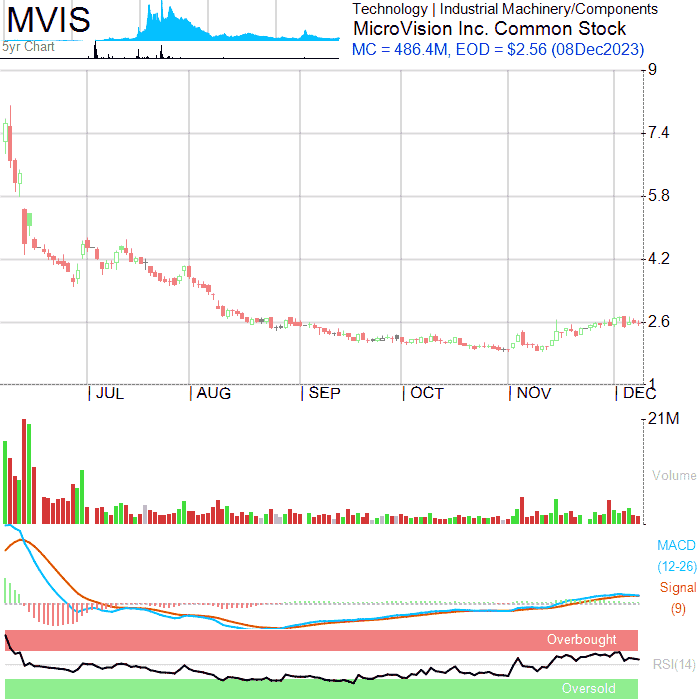 MVIS
5yr Chart
Technology | Industrial Machinery/Components
MicroVision Inc. Common Stock
MC = 486.4M, EOD = $2.56 (08Dec2023)
9
7.4
5.8
4.2
2.6
1
JUL
AUG
SEP
OCT
NOV
DEC
21M
Volume
MACD
(12-26)
Signal
(9)
Overbought
RSI(14)
Oversold